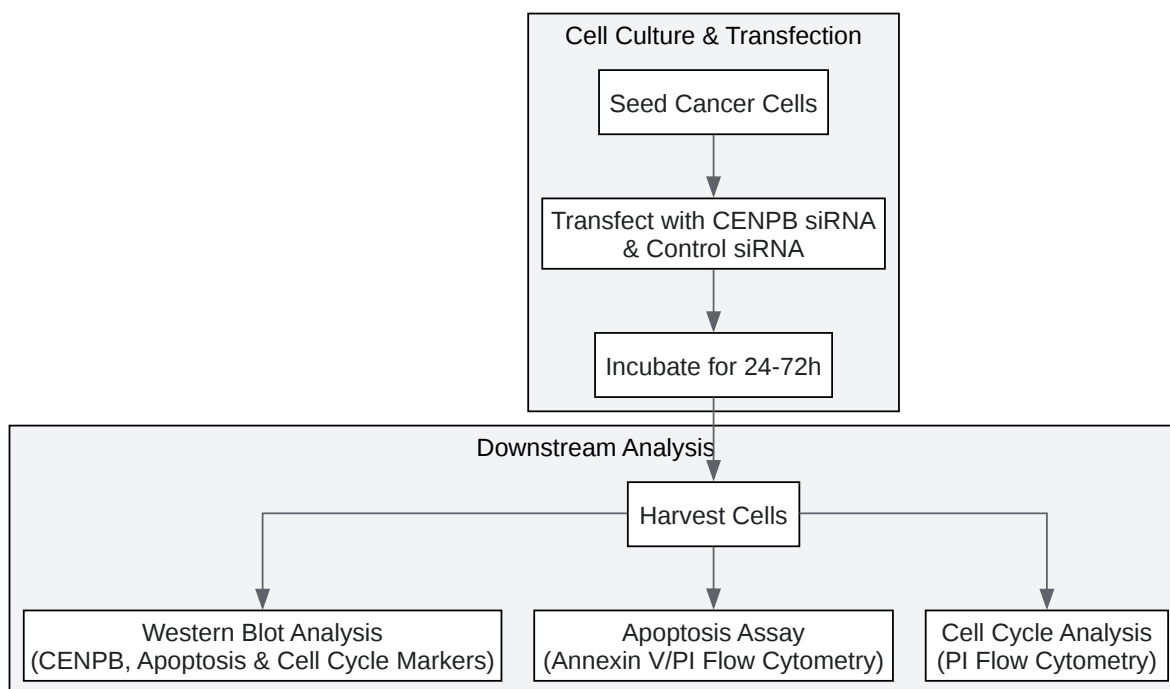 Cell Culture & Transfection
Seed Cancer Cells
Transfect with CENPB siRNA
& Control siRNA
Incubate for 24-72h
Downstream Analysis
Harvest Cells
Western Blot Analysis
(CENPB, Apoptosis & Cell Cycle Markers)
Apoptosis Assay
(Annexin V/PI Flow Cytometry)
Cell Cycle Analysis
(PI Flow Cytometry)